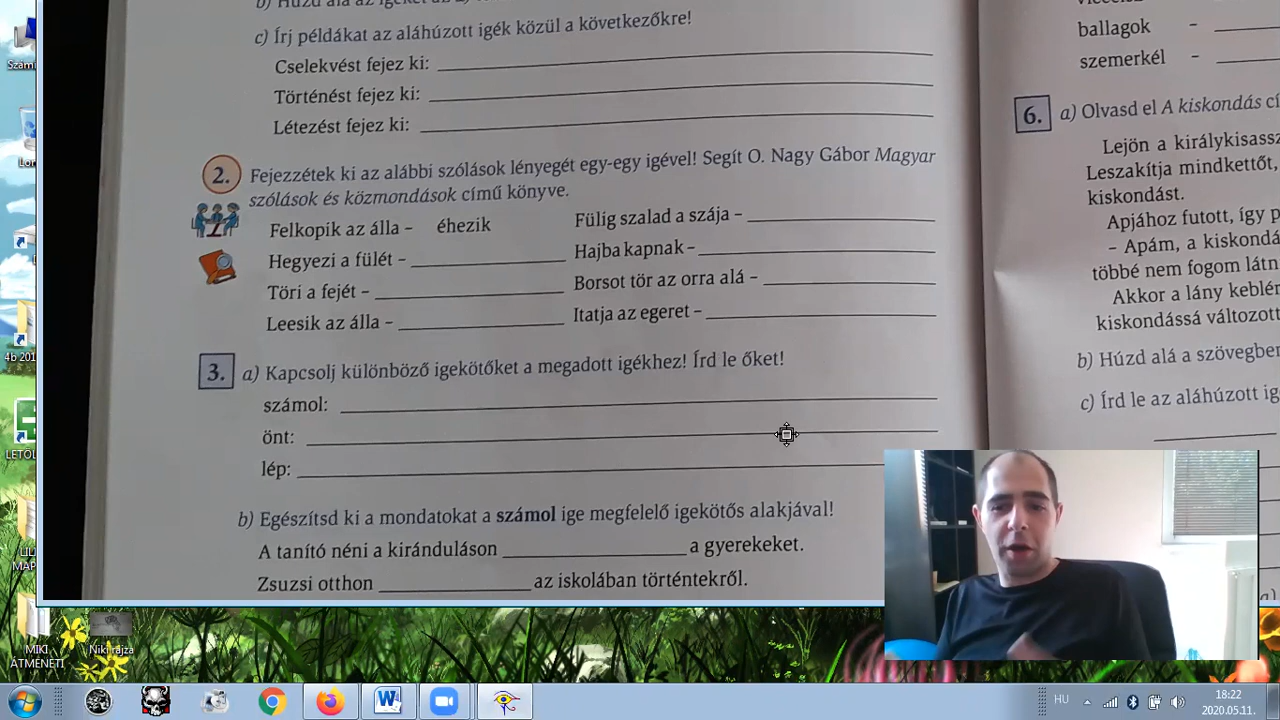 c) Írj példákat az aláhúzott igék közül a következőkre!
Cselekvést fejez ki:
Történést fejez ki:
Létezést fejez ki:
2. Fejezzétek ki az alábbi szólások lényegét egy-egy igével! Segít O. Nagy Gábor Magyar
szólások és közmondások című könyve.
Felkopik az álla – éhezik
Hegyezi a fülét –
Töri a fejét –
Leesik az álla –
Fülig szalad a szája –
Hajba kapnak –
Borsot tör az orra alá –
Itatja az egeret –
3. a) Kapcsolj különböző igekötőket a megadott igékhez! Írd le őket!
számol:
önt:
lép:
b) Egészítsd ki a mondatokat a számol ige megfelelő igekötős alakjával!
A tanító néni a kiránduláson a gyerekeket.
Zsuzsi otthon az iskolában történtekről.
ballagok –
szemerkél –
6. a) Olvasd el A kiskondás
Lejön a
Leszakítja mindkettőt,
kiskondást.
Apjához futott, így
– Apám, a
többé nem fogom
Akkor a lány
kiskondássá változott
b) Húzd alá a
c) Írd le az aláhúzott
MIKI
ÁTMENETI
Niki rajza
HU
18:22
2020.05.11.